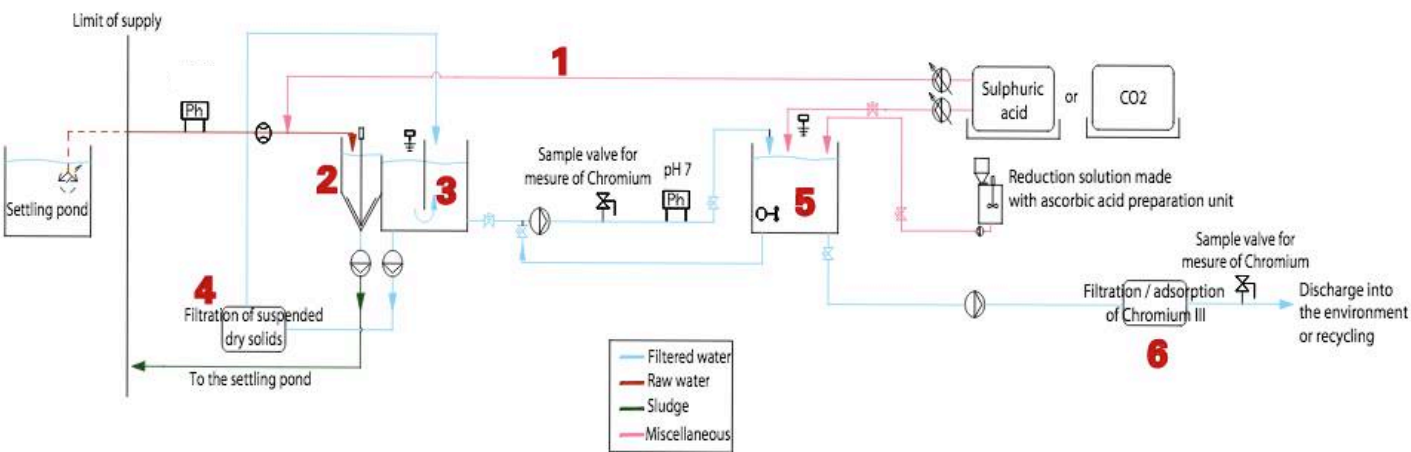 Limit of supply
1
Ph
Sulphuric
acid
or
CO2
2
3
Sample valve for
mesure of Chromium
pH 7
Ph
5
Settling pond
Reduction solution made
with ascorbic acid preparation unit
4
Filtration of suspended
dry solids
Sample valve for
mesure of Chromium
Filtration / adsorption
of Chromium III
Discharge into
the environment
or recycling
6
To the settling pond
Filtered water
Raw water
Sludge
Miscellaneous